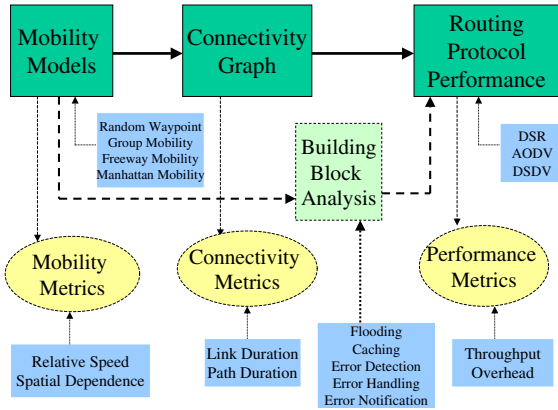 Mobility
Models
Connectivity
Graph
Routing
Protocol
Performance
Random Waypoint
Group Mobility
Freeway Mobility
Manhattan Mobility
Building
Block
Analysis
DSR
AODV
DSDV
Mobility
Metrics
Connectivity
Metrics
Performance
Metrics
Relative Speed
Spatial Dependence
Link Duration
Path Duration
Flooding
Caching
Error Detection
Error Handling
Error Notification
Throughput
Overhead